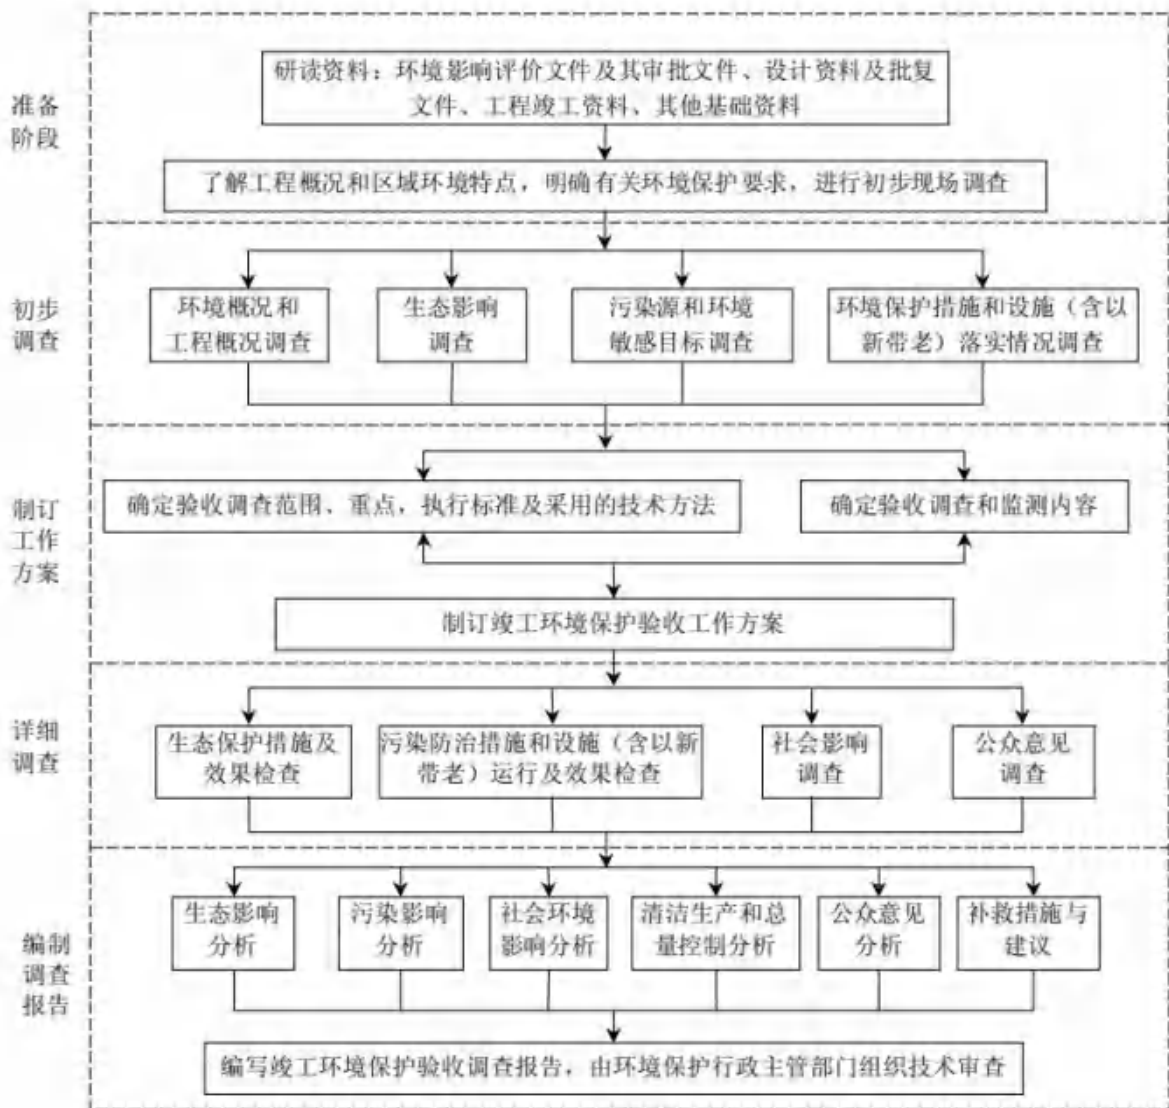 准备
阶段
研读资料：环境影响评价文件及其审批文件、设计资料及批复
文件、工程竣工资料、其他基础资料
了解工程概况和区域环境特点，明确有关环境保护要求，进行初步现场调查
初步
调查
环境概况和
工程概况调查
生态影响
调查
污染源和环境
敏感目标调查
环境保护措施和设施（含以
新带老）落实情况调查
制订
工作
方案
确定验收调查范围、重点，执行标准及采用的技术方法
确定验收调查和监测内容
制订竣工环境保护验收工作方案
详细
调查
生态保护措施及
效果检查
污染防治措施和设施（含以新
带老）运行及效果检查
社会影响
调查
公众意见
调查
编制
调查
报告
生态影响
分析
污染影响
分析
社会环境
影响分析
清洁生产和总
量控制分析
公众意见
分析
补救措施与
建议
编写竣工环境保护验收调查报告，由环境保护行政主管部门组织技术审查